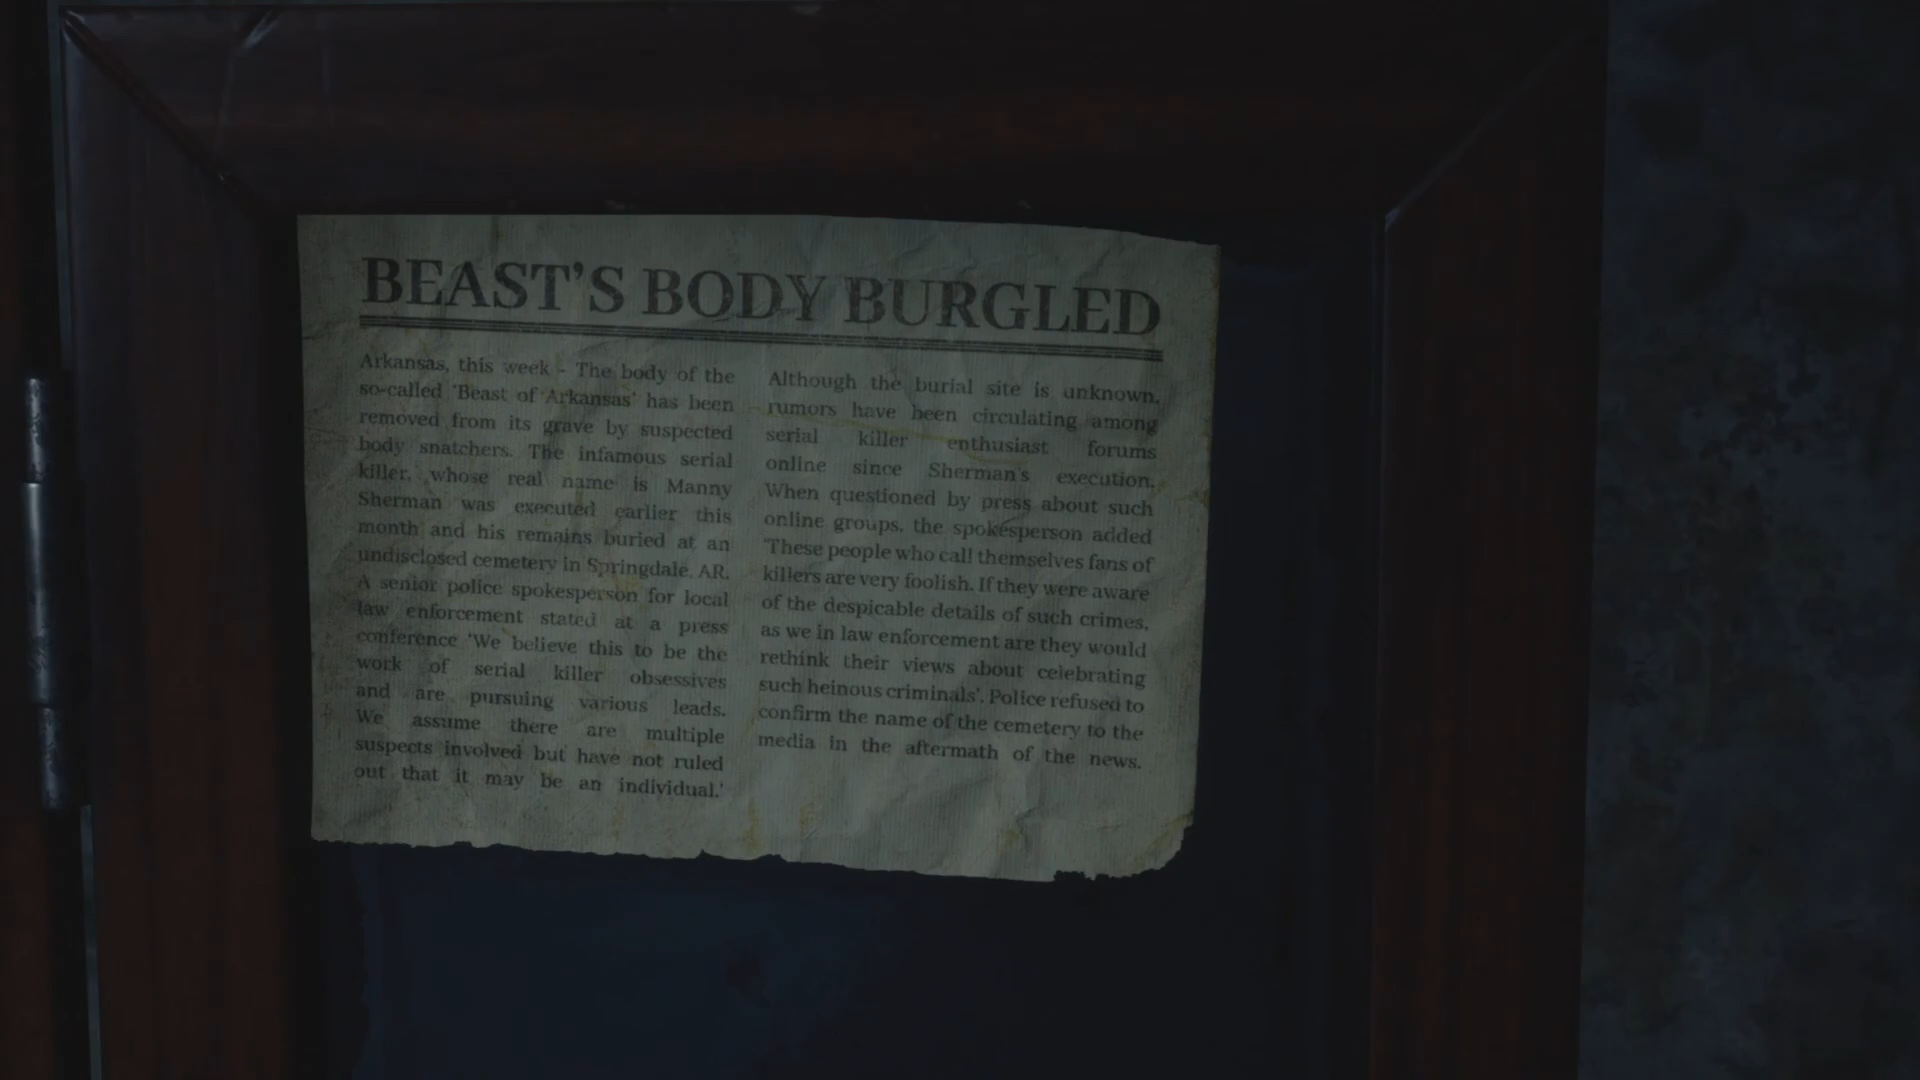 BEAST'S BODY BURGLED
Arkansas, this week - The body of the
so-called 'Beast of Arkansas' has been
removed from its grave by suspected
body snatchers. The infamous serial
killer, whose real name is Manny
Sherman was executed earlier this
month and his remains buried at an
undisclosed cemetery in Springdale, AR.
A senior police spokesperson for local
law enforcement stated at a press
conference 'We believe this to be the
work of serial killer obsessives
and are pursuing various leads.
We assume there are multiple
suspects involved but have not ruled
out that it may be an individual.'
Although the burial site is unknown,
rumors have been circulating among
serial killer enthusiast forums
online since Sherman's execution.
When questioned by press about such
online groups, the spokesperson added
'These people who call themselves fans of
killers are very foolish. If they were aware
of the despicable details of such crimes,
as we in law enforcement are they would
rethink their views about celebrating
such heinous criminals'. Police refused to
confirm the name of the cemetery to the
media in the aftermath of the news.